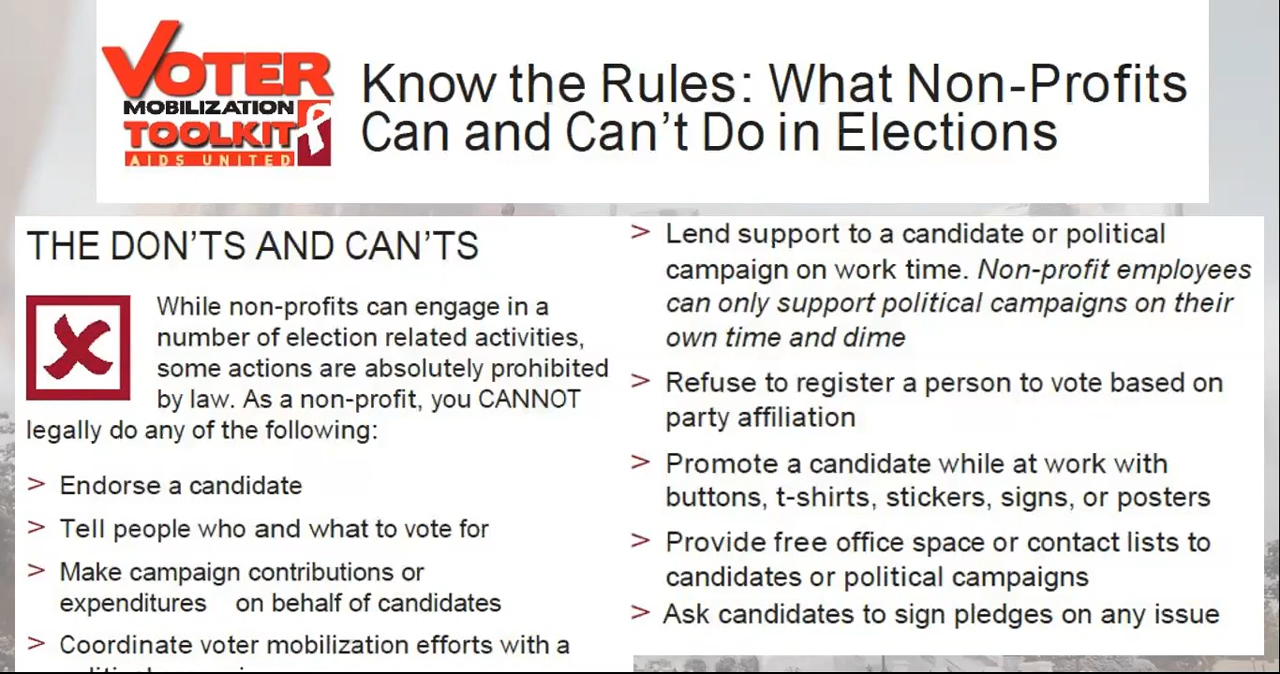 VOTER
MOBILIZATION
TOOLKIT
AIDS UNITED
Know the Rules: What Non-Profits
Can and Can't Do in Elections
THE DON'TS AND CAN'TS
While non-profits can engage in a
number of election related activities,
some actions are absolutely prohibited
by law. As a non-profit, you CANNOT
legally do any of the following:
> Endorse a candidate
> Tell people who and what to vote for
> Make campaign contributions or
expenditures on behalf of candidates
> Coordinate voter mobilization efforts with a
> Lend support to a candidate or political
campaign on work time. Non-profit employees
can only support political campaigns on their
own time and dime
> Refuse to register a person to vote based on
party affiliation
> Promote a candidate while at work with
buttons, t-shirts, stickers, signs, or posters
> Provide free office space or contact lists to
candidates or political campaigns
> Ask candidates to sign pledges on any issue